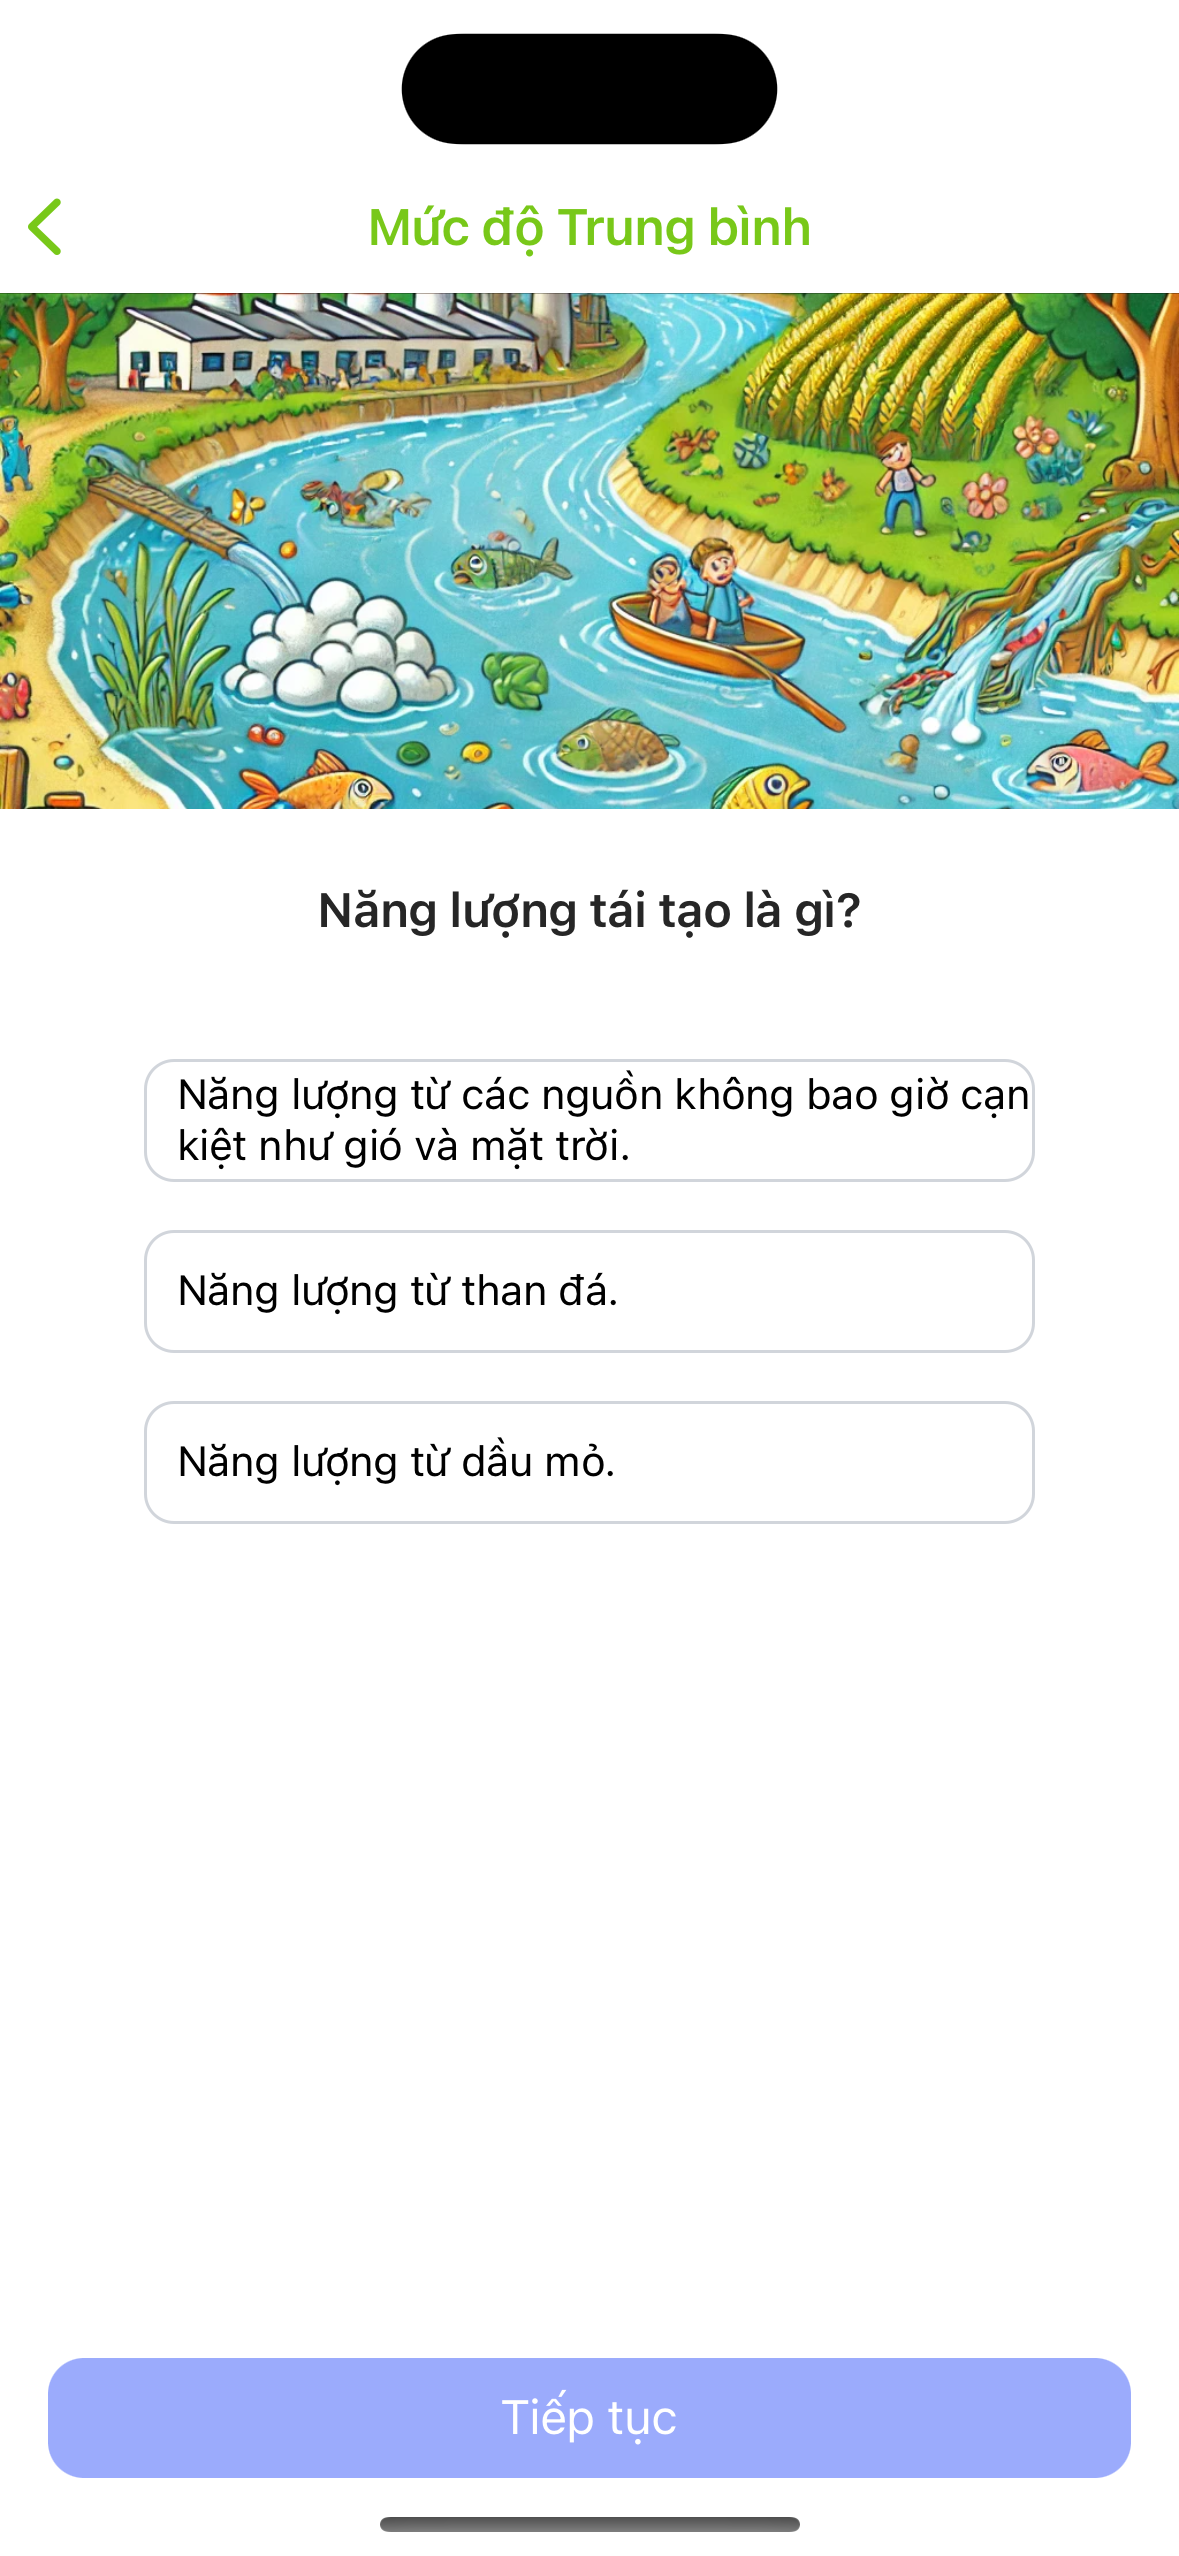 Mức độ Trung bình
Năng lượng tái tạo là gì?
Năng lượng từ các nguồn không bao giờ cạn
kiệt như gió và mặt trời.
Năng lượng từ than đá.
Năng lượng từ dầu mỏ.
Tiếp tục